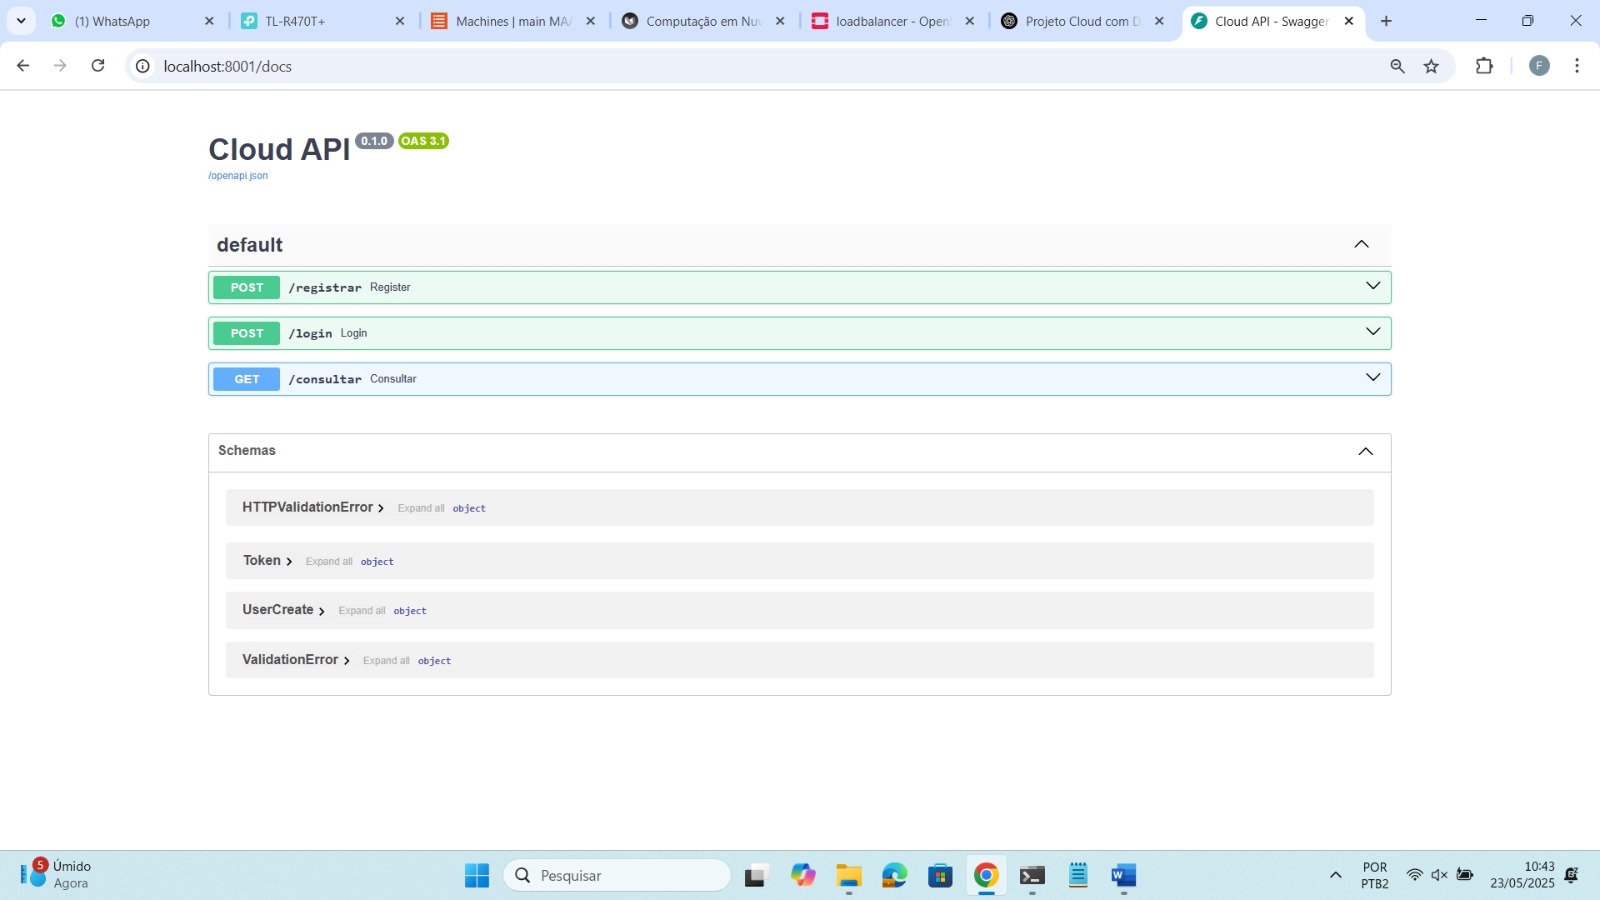 (1) WhatsApp
TL-R470T+
Machines | main MA
Computação em Nuv
loadbalancer - Open
Projeto Cloud com D
Cloud API - Swagger
localhost:8001/docs
F
Cloud API 0.1.0 OAS 3.1
/openapi.json
default
POST /registrar Register
POST /login Login
GET /consultar Consultar
Schemas
HTTPValidationError Expand all object
Token Expand all object
UserCreate Expand all object
ValidationError Expand all object
5
Úmido
Agora
Pesquisar
POR
PTB2
10:43
23/05/2025